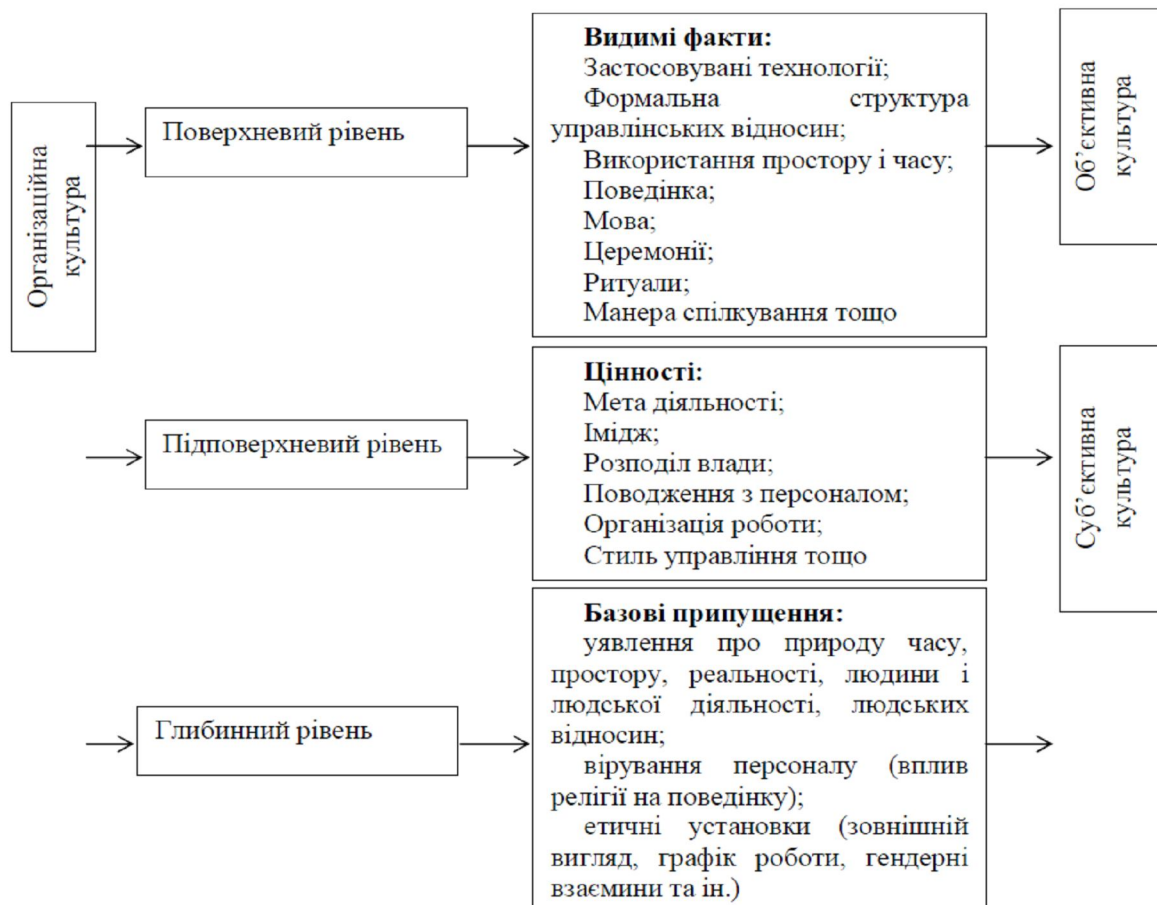 Організаційна
культура
Поверхневий рівень
Видимі факти:
Застосовувані технології;
Формальна структура
управлінських відносин;
Використання простору і часу;
Поведінка;
Мова;
Церемонії;
Ритуали;
Манера спілкування тощо
Об’єктивна
культура
Підповерхневий рівень
Цінності:
Мета діяльності;
Імідж;
Розподіл влади;
Поводження з персоналом;
Організація роботи;
Стиль управління тощо
Суб’єктивна
культура
Глибинний рівень
Базові припущення:
уявлення про природу часу,
простору, реальності, людини і
людської діяльності, людських
відносин;
вірування персоналу (вплив
релігії на поведінку);
етичні установки (зовнішній
вигляд, графік роботи, гендерні
взаємини та ін.)